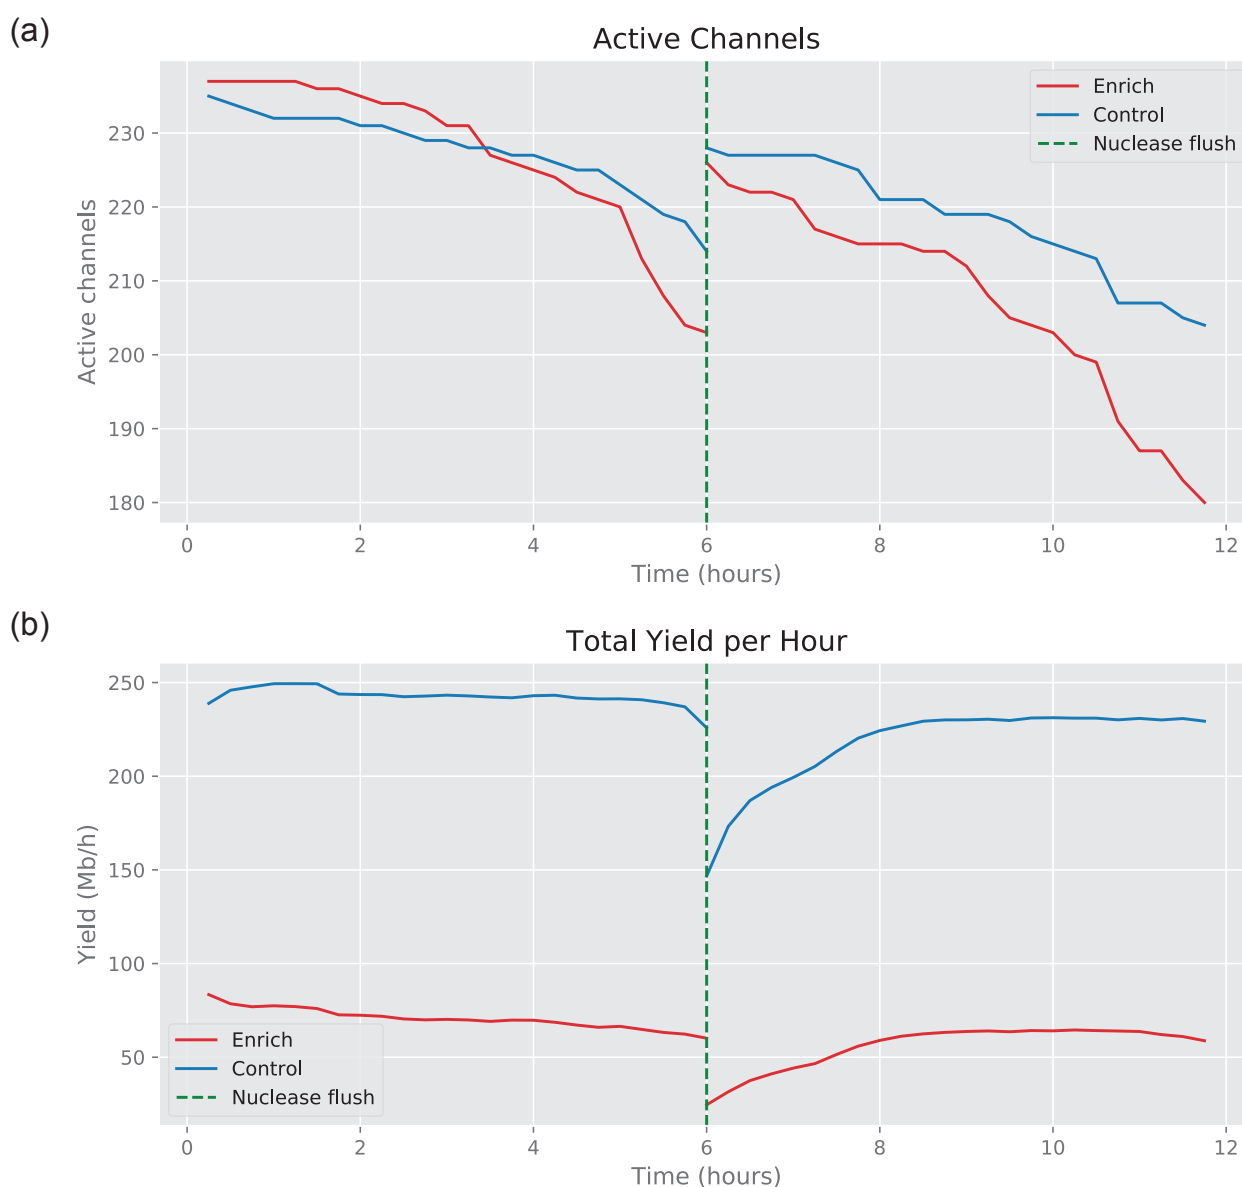 (a)
Active Channels
Enrich
Control
Nuclease flush
230
220
210
200
190
180
Active channels
0 2 4 6 8 10 12
Time (hours)
(b)
Total Yield per Hour
250
200
150
100
50
Yield (Mb/h)
Enrich
Control
Nuclease flush
0 2 4 6 8 10 12
Time (hours)